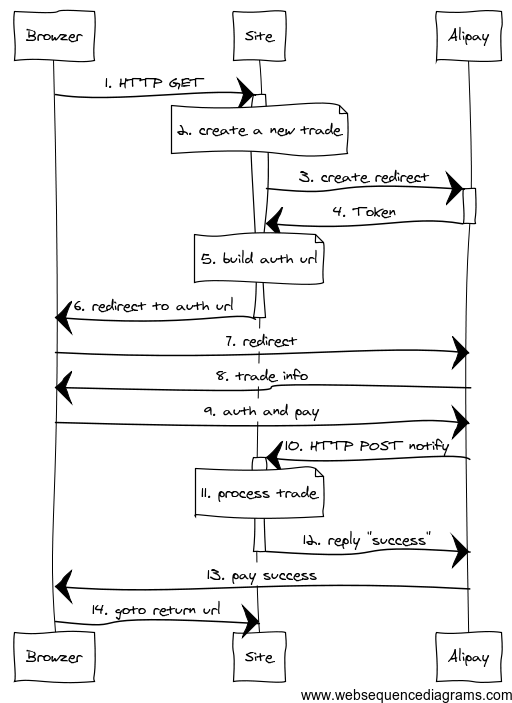 Browzer Site Alipay
1. HTTP GET
2. create a new trade
3. create redirect
4. Token
5. build auth url
6. redirect to auth url
7. redirect
8. trade info
9. auth and pay
10. HTTP POST notify
11. process trade
12. reply "success"
13. pay success
14. goto return url
Browzer Site Alipay
www.websequencediagrams.com